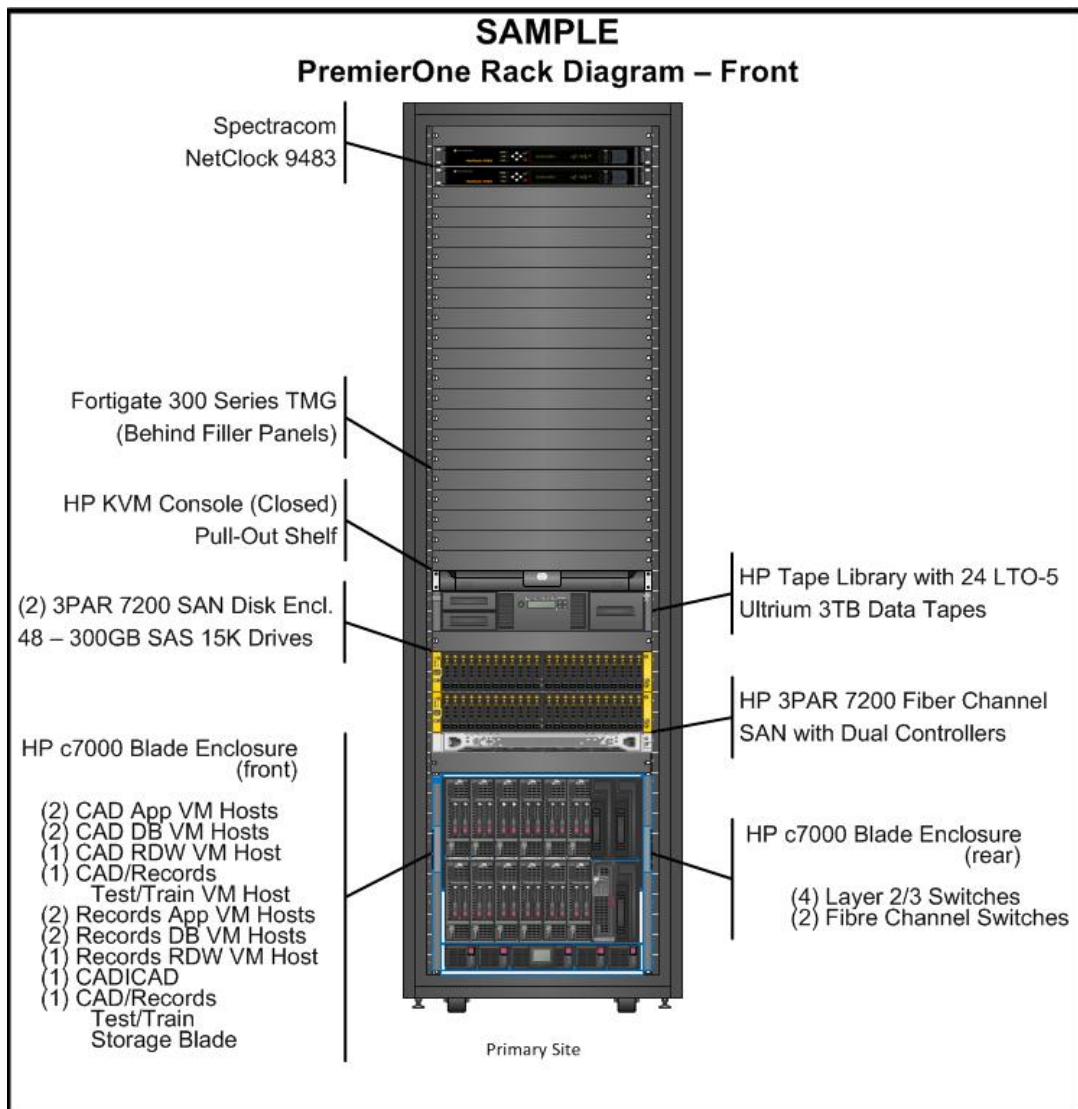 SAMPLE
PremierOne Rack Diagram – Front
Spectracom
NetClock 9483
Fortigate 300 Series TMG
(Behind Filler Panels)
HP KVM Console (Closed)
Pull-Out Shelf
(2) 3PAR 7200 SAN Disk Encl.
48 – 300GB SAS 15K Drives
HP c7000 Blade Enclosure
(front)
(2) CAD App VM Hosts
(2) CAD DB VM Hosts
(1) CAD RDW VM Host
(1) CAD/Records
Test/Train VM Host
(2) Records App VM Hosts
(2) Records DB VM Hosts
(1) Records RDW VM Host
(1) CADICAD
(1) CAD/Records
Test/Train
Storage Blade
HP Tape Library with 24 LTO-5
Ultrium 3TB Data Tapes
HP 3PAR 7200 Fiber Channel
SAN with Dual Controllers
HP c7000 Blade Enclosure
(rear)
(4) Layer 2/3 Switches
(2) Fibre Channel Switches
Primary Site